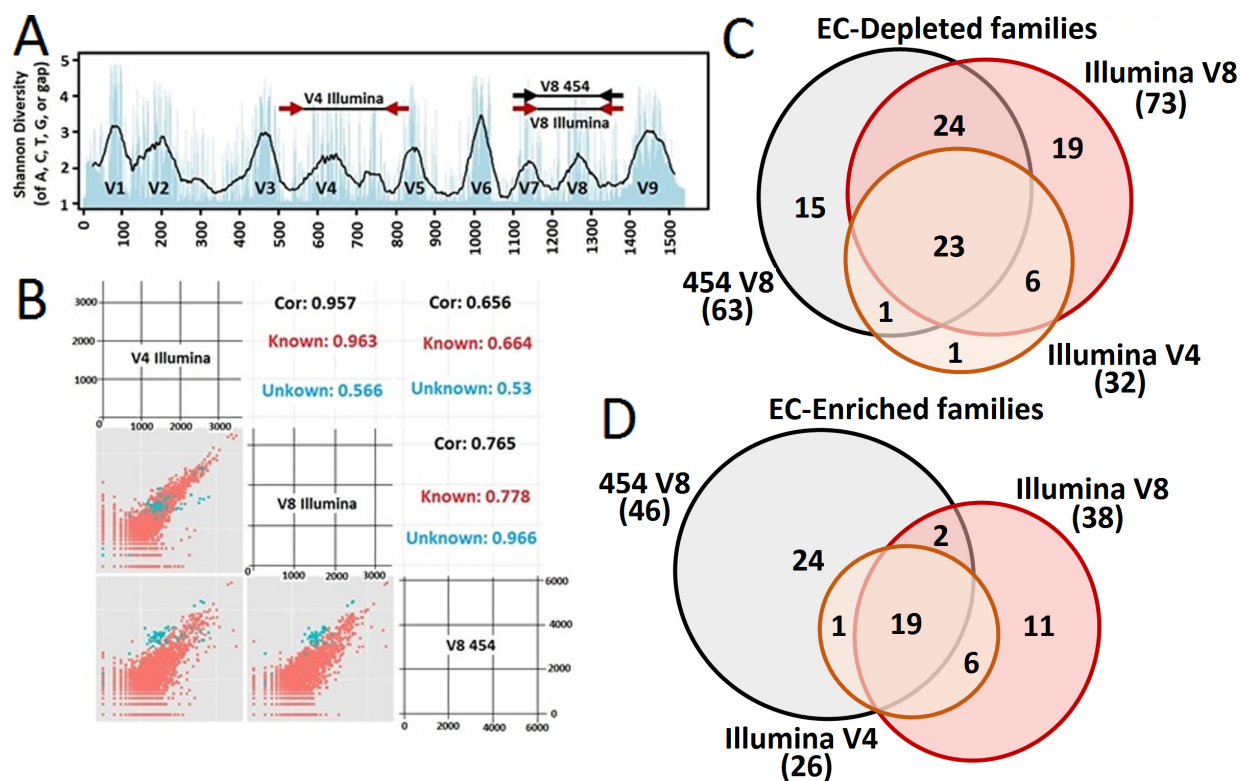 A
Shannon Diversity
(of A, C, T, G, or gap)
5
4
3
2
1
V4 Illumina
V8 454
V8 Illumina
V1
V2
V3
V4
V5
V6
V7
V8
V9
0
100
200
300
400
500
600
700
800
900
1000
1100
1200
1300
1400
1500
B
3000
2000
1000
V4 Illumina
0
1000
2000
3000
Cor: 0.957
Known: 0.963
Unkown: 0.566
Cor: 0.656
Known: 0.664
Unknown: 0.53
V8 Illumina
0
1000
2000
3000
Cor: 0.765
Known: 0.778
Unknown: 0.966
V8 454
6000
4000
2000
0
0
2000
4000
6000
C
EC-Depleted families
Illumina V8
(73)
24
19
15
23
6
454 V8
(63)
1
1
Illumina V4
(32)
D
EC-Enriched families
454 V8
(46)
Illumina V8
(38)
2
24
1
19
11
6
Illumina V4
(26)